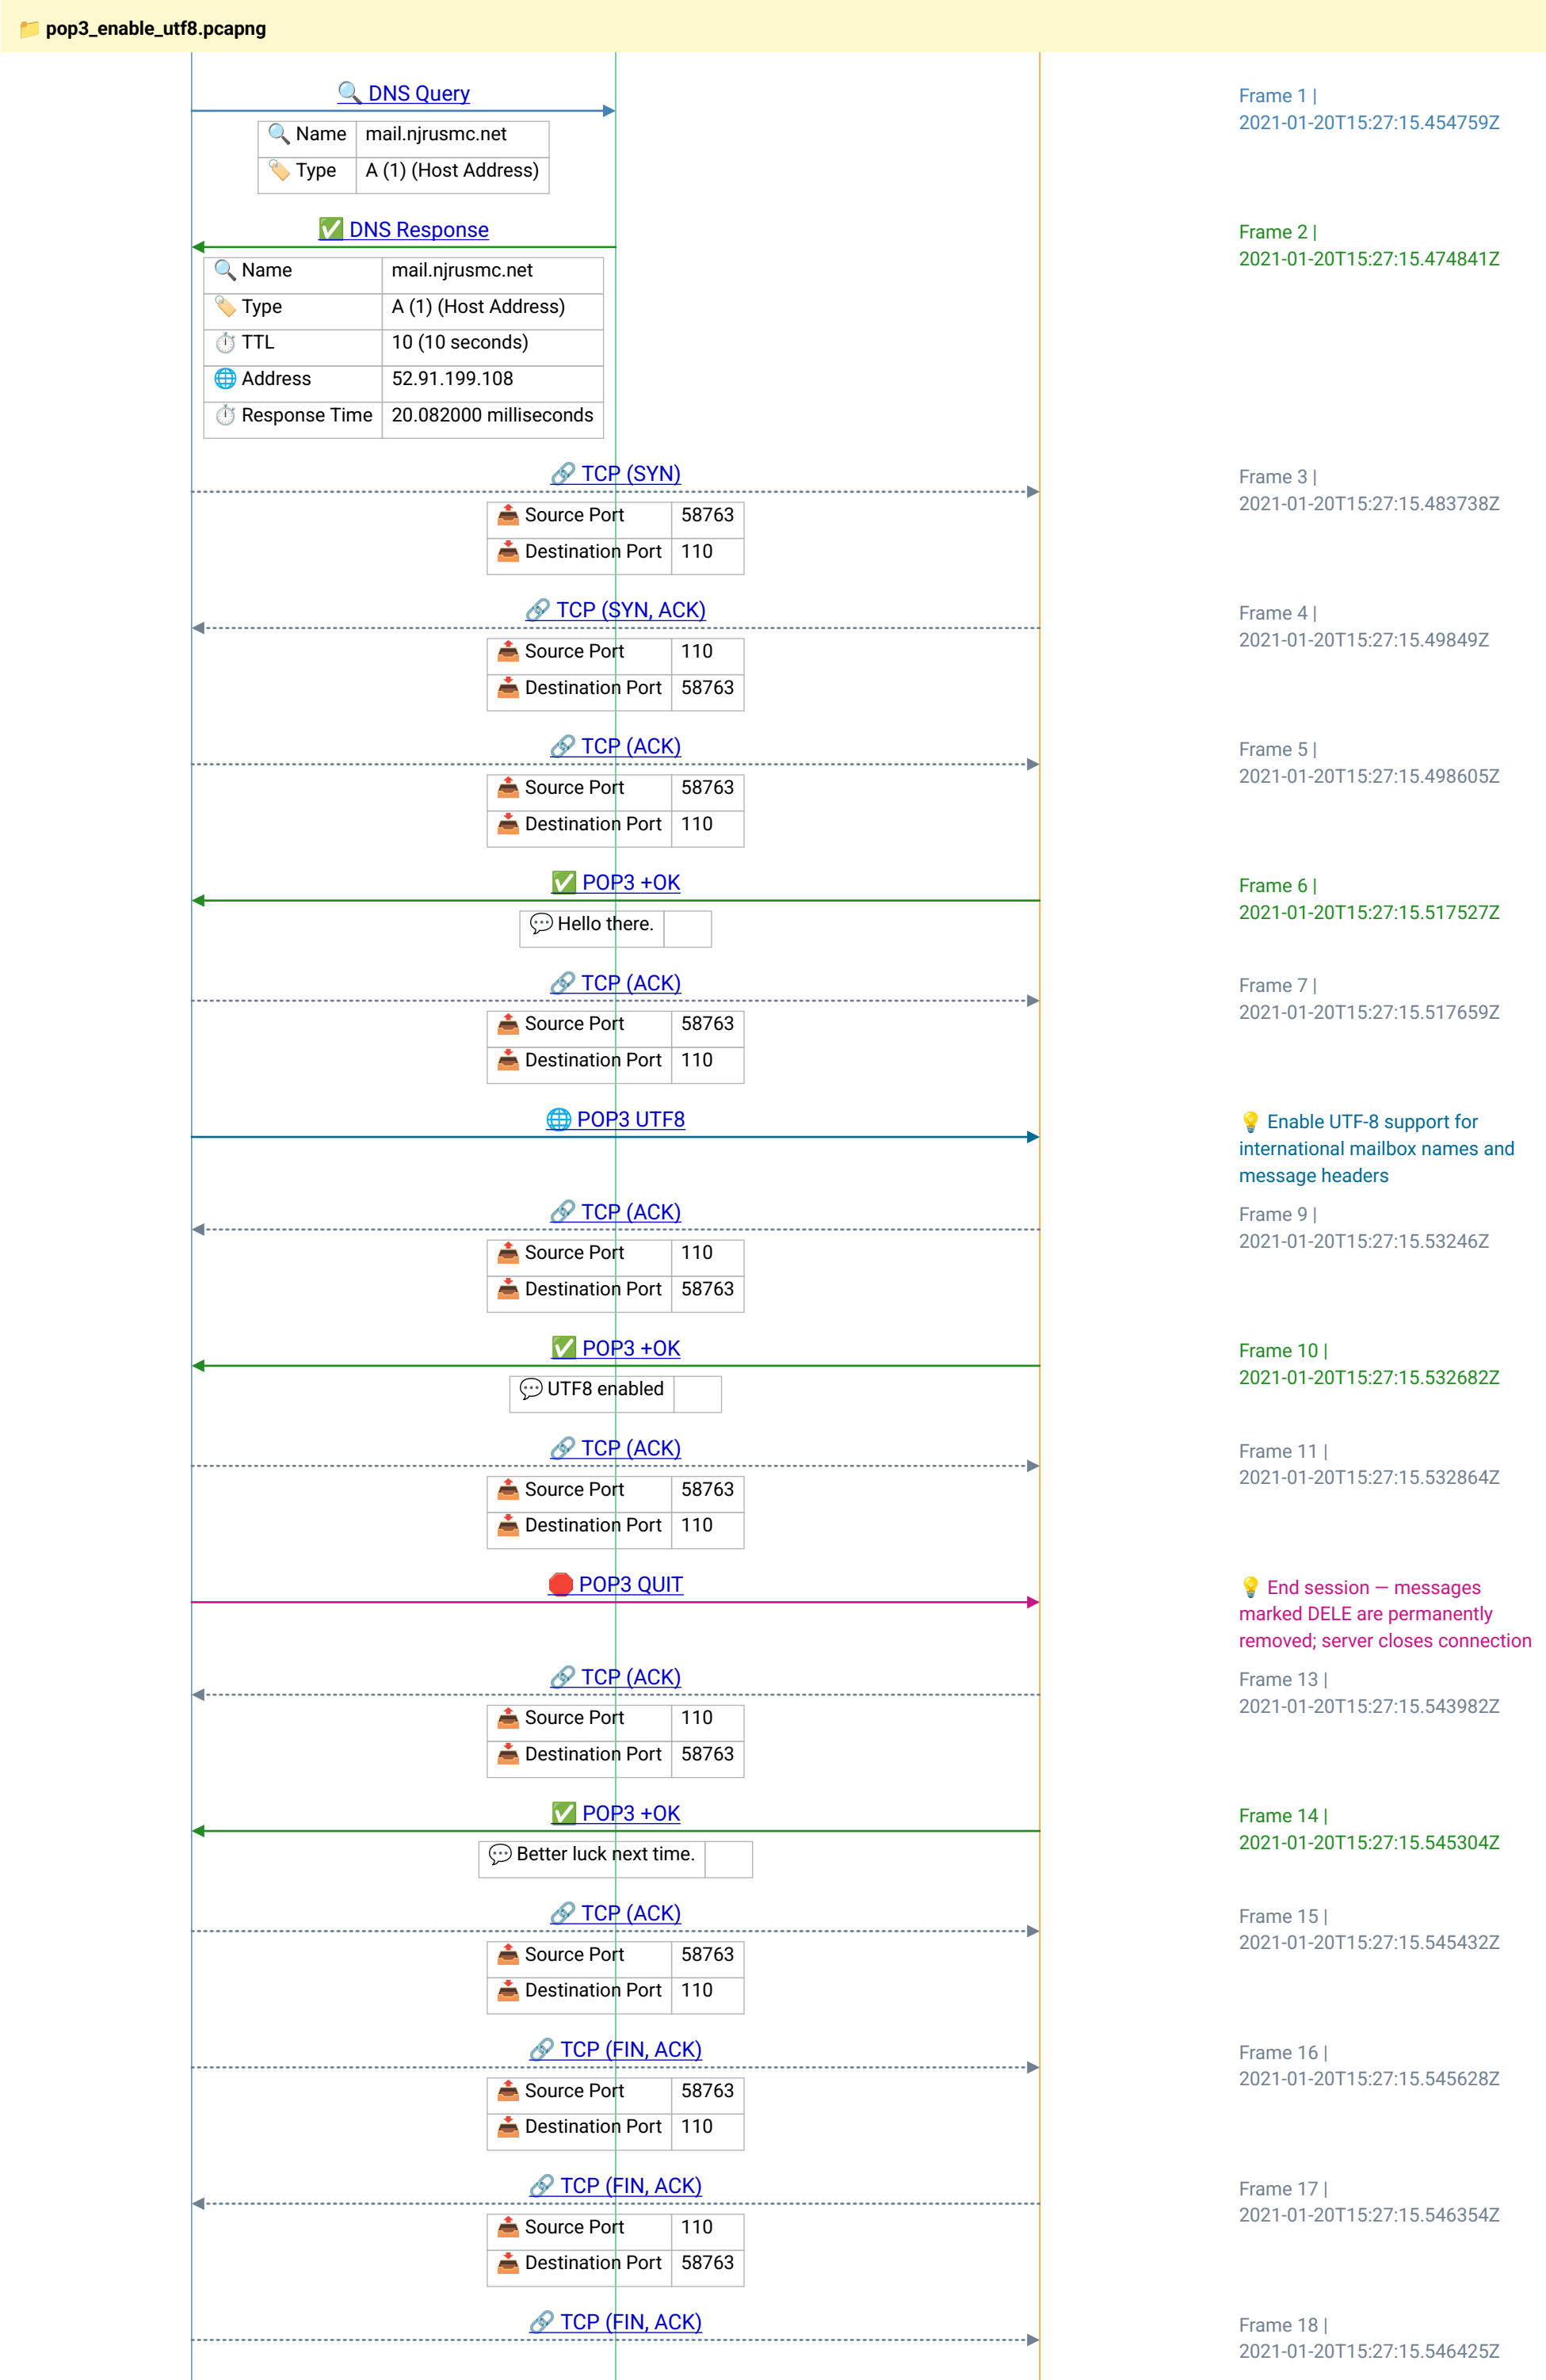 📁 pop3_enable_utf8.pcapng
🔍 DNS Query
Frame 1 |
2021-01-20T15:27:15.454759Z
🔍 Name mail.njrusmc.net
🏷️ Type A (1) (Host Address)
✅ DNS Response
Frame 2 |
2021-01-20T15:27:15.474841Z
🔍 Name mail.njrusmc.net
🏷️ Type A (1) (Host Address)
⏱️ TTL 10 (10 seconds)
🌐 Address 52.91.199.108
⏱️ Response Time 20.082000 milliseconds
🔗 TCP (SYN)
Frame 3 |
2021-01-20T15:27:15.483738Z
📤 Source Port 58763
📥 Destination Port 110
🔗 TCP (SYN, ACK)
Frame 4 |
2021-01-20T15:27:15.49849Z
📤 Source Port 110
📥 Destination Port 58763
🔗 TCP (ACK)
Frame 5 |
2021-01-20T15:27:15.498605Z
📤 Source Port 58763
📥 Destination Port 110
✅ POP3 +OK
Frame 6 |
2021-01-20T15:27:15.517527Z
💬 Hello there.
🔗 TCP (ACK)
Frame 7 |
2021-01-20T15:27:15.517659Z
📤 Source Port 58763
📥 Destination Port 110
🌐 POP3 UTF8
💡 Enable UTF-8 support for
international mailbox names and
message headers
🔗 TCP (ACK)
Frame 9 |
2021-01-20T15:27:15.53246Z
📤 Source Port 110
📥 Destination Port 58763
✅ POP3 +OK
Frame 10 |
2021-01-20T15:27:15.532682Z
💬 UTF8 enabled
🔗 TCP (ACK)
Frame 11 |
2021-01-20T15:27:15.532864Z
📤 Source Port 58763
📥 Destination Port 110
🛑 POP3 QUIT
💡 End session — messages
marked DELE are permanently
removed; server closes connection
🔗 TCP (ACK)
Frame 13 |
2021-01-20T15:27:15.543982Z
📤 Source Port 110
📥 Destination Port 58763
✅ POP3 +OK
Frame 14 |
2021-01-20T15:27:15.545304Z
💬 Better luck next time.
🔗 TCP (ACK)
Frame 15 |
2021-01-20T15:27:15.545432Z
📤 Source Port 58763
📥 Destination Port 110
🔗 TCP (FIN, ACK)
Frame 16 |
2021-01-20T15:27:15.545628Z
📤 Source Port 58763
📥 Destination Port 110
🔗 TCP (FIN, ACK)
Frame 17 |
2021-01-20T15:27:15.546354Z
📤 Source Port 110
📥 Destination Port 58763
🔗 TCP (FIN, ACK)
Frame 18 |
2021-01-20T15:27:15.546425Z